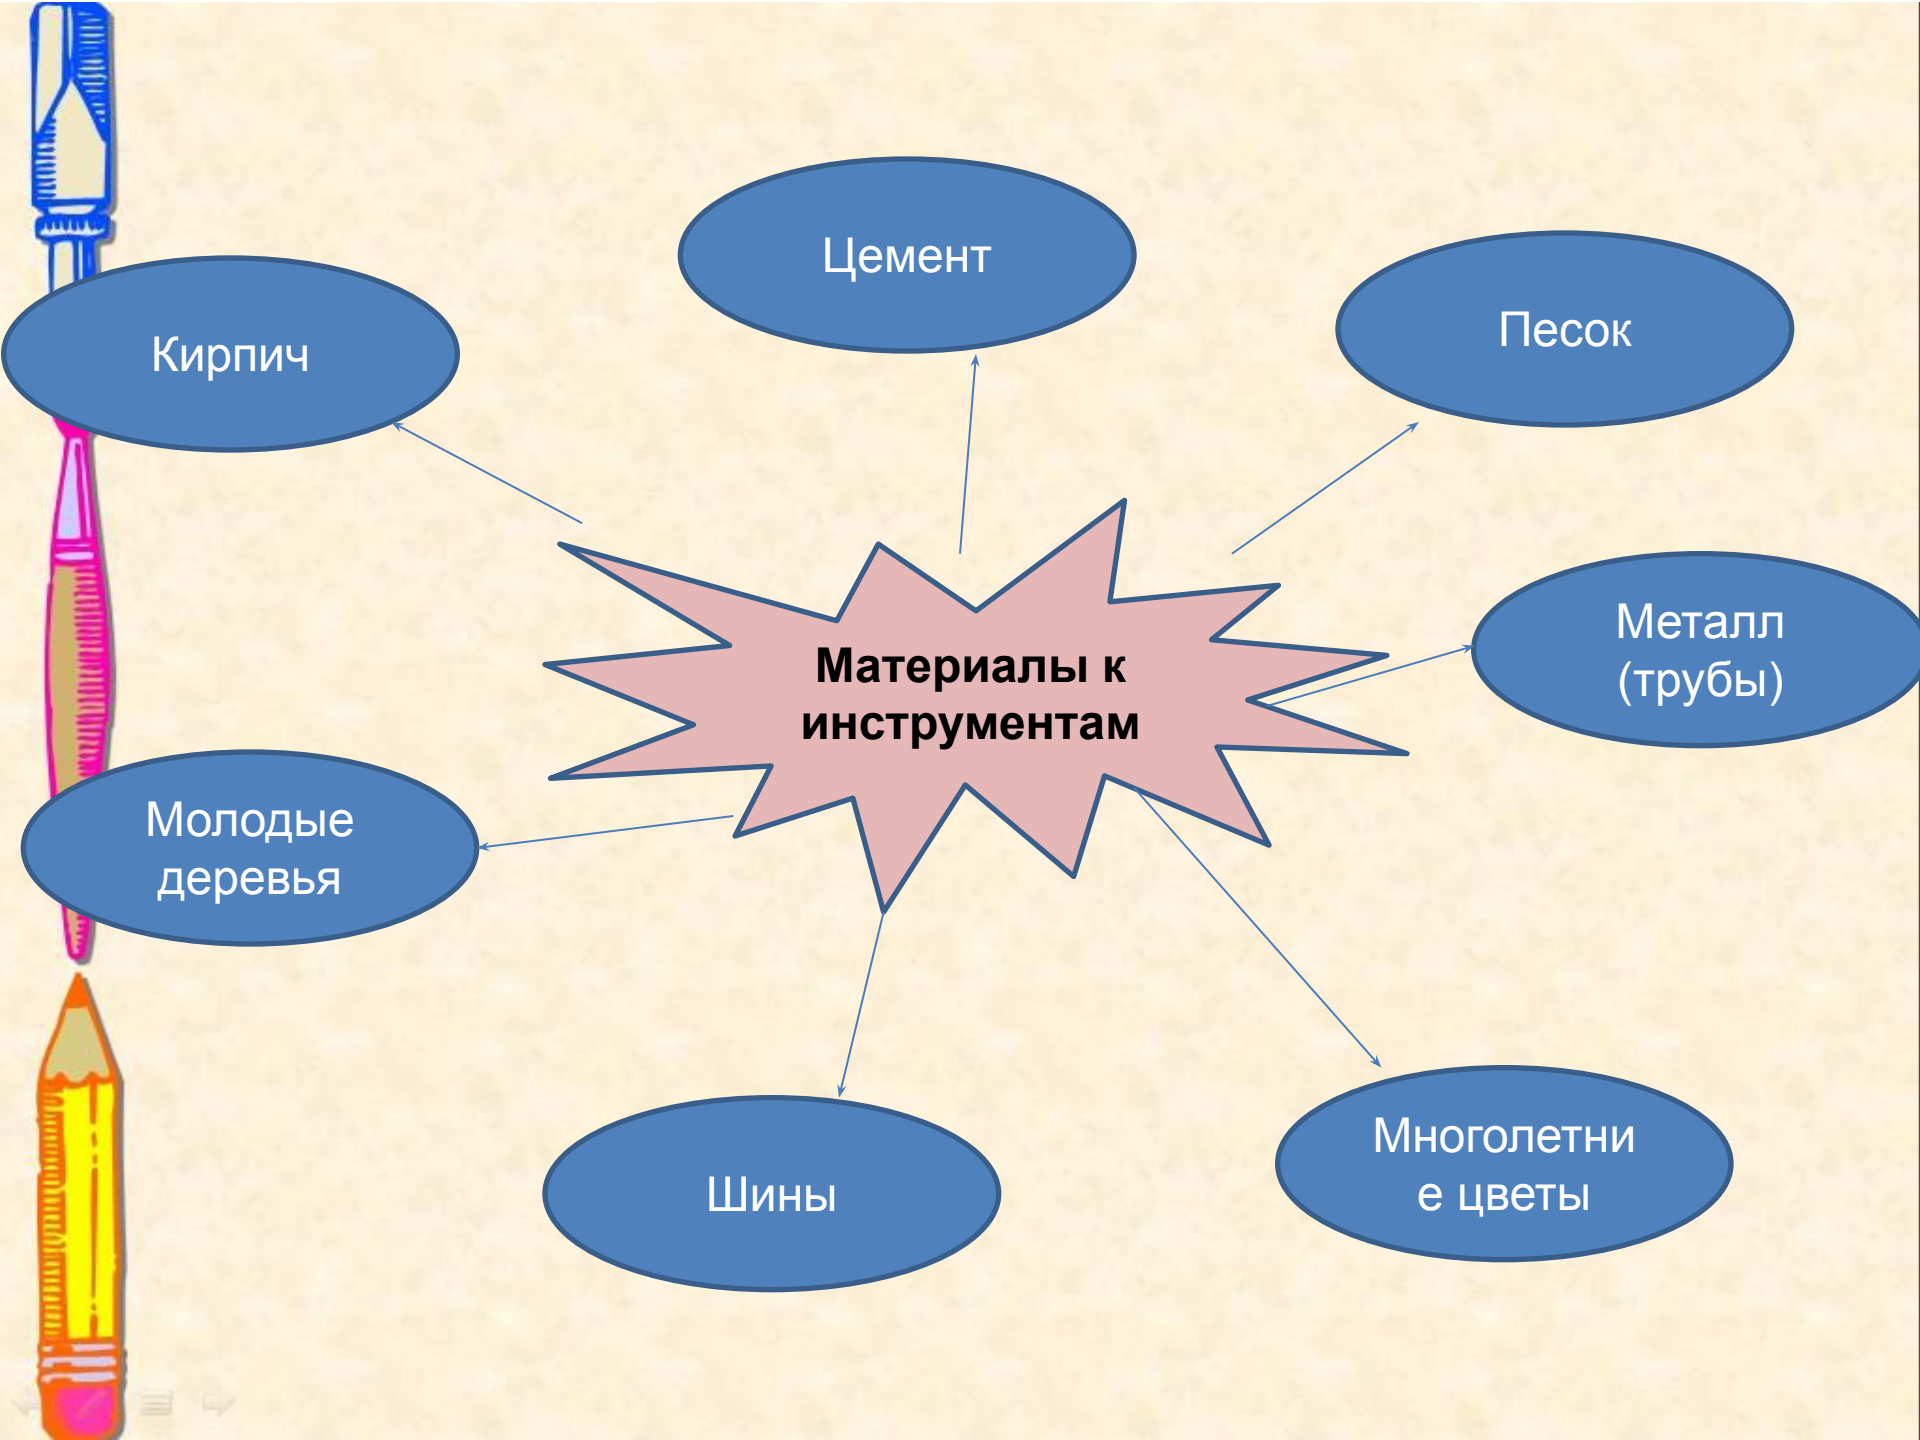 Цемент
Песок
Кирпич
Металл
(трубы)
Материалы к
инструментам
Молодые
деревья
Многолетни
е цветы
Шины